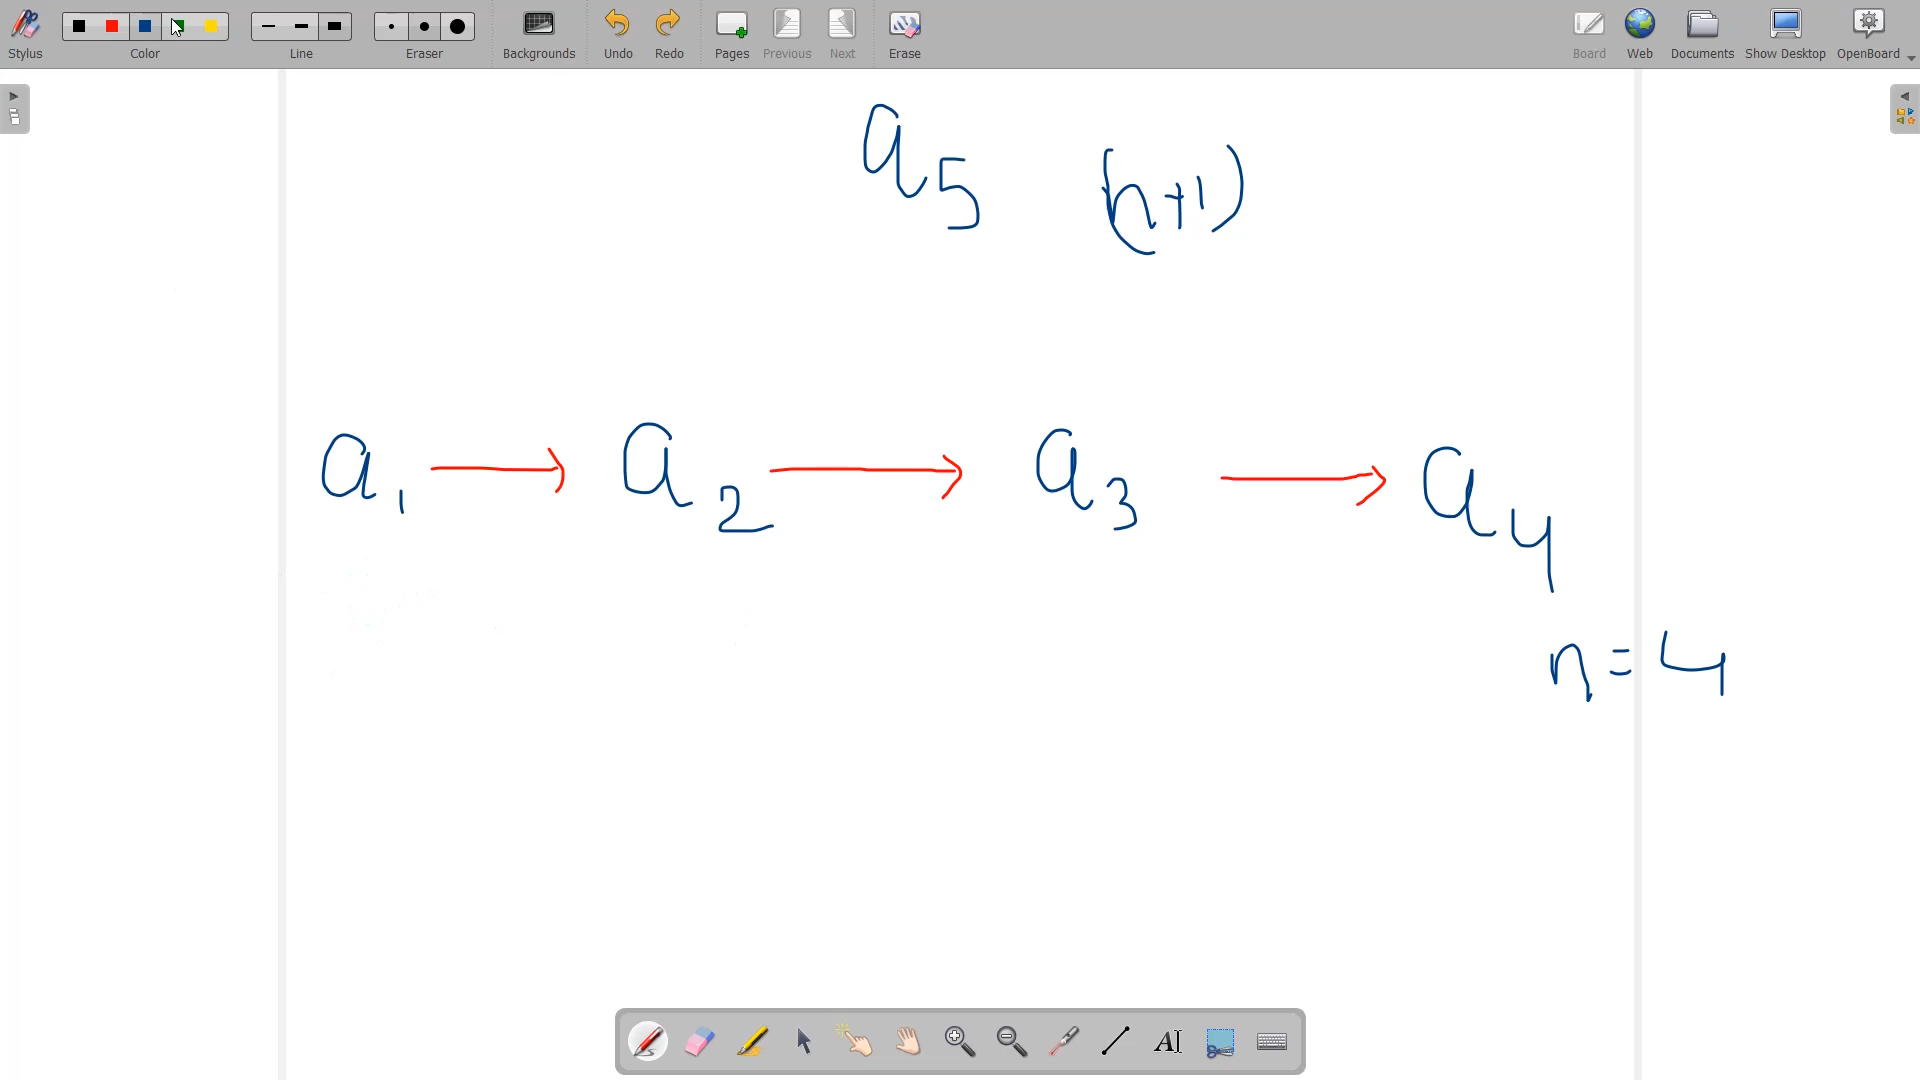 Stylus Color Line Eraser Backgrounds Undo Redo Pages Previous Next Erase Board Web Documents Show Desktop OpenBoard
a₅ (n+1)
a₁ → a₂ → a₃ → a₄
n=4
AI